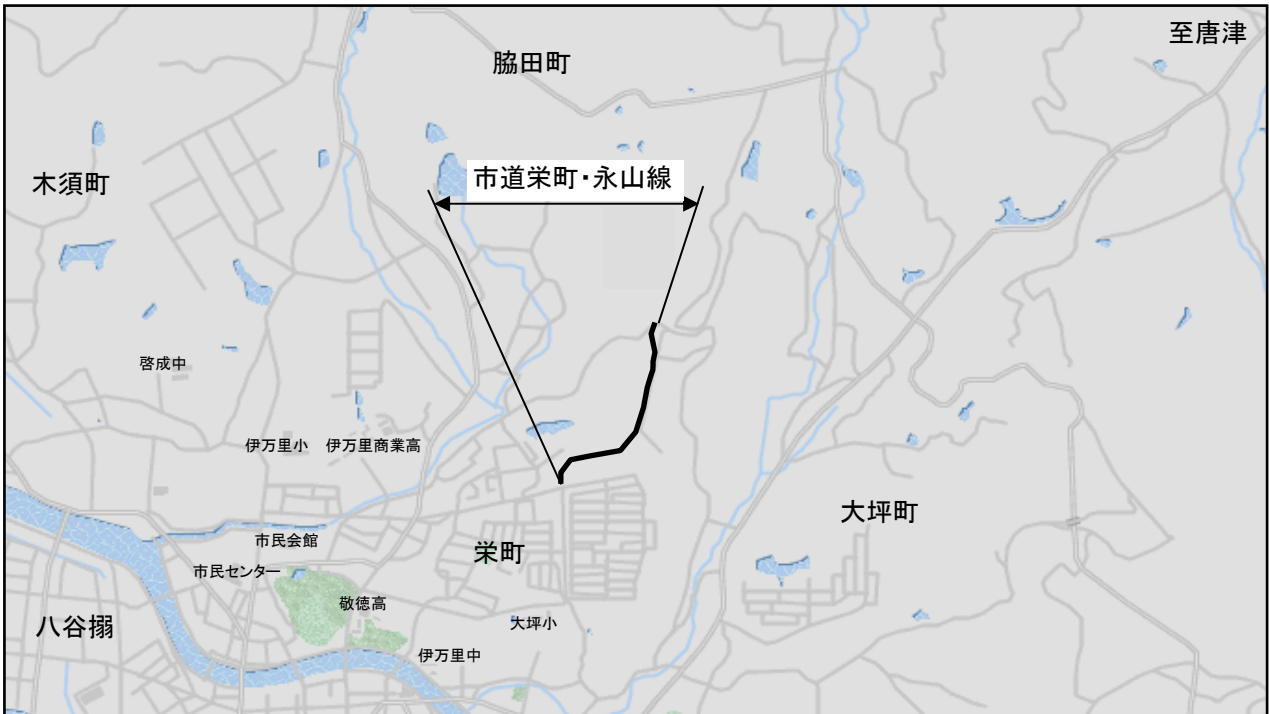 至唐津
脇田町
木須町
市道栄町・永山線
啓成中
伊万里小
伊万里商業高
大坪町
市民会館
栄町
市民センター
敬徳高
八谷搦
大坪小
伊万里中